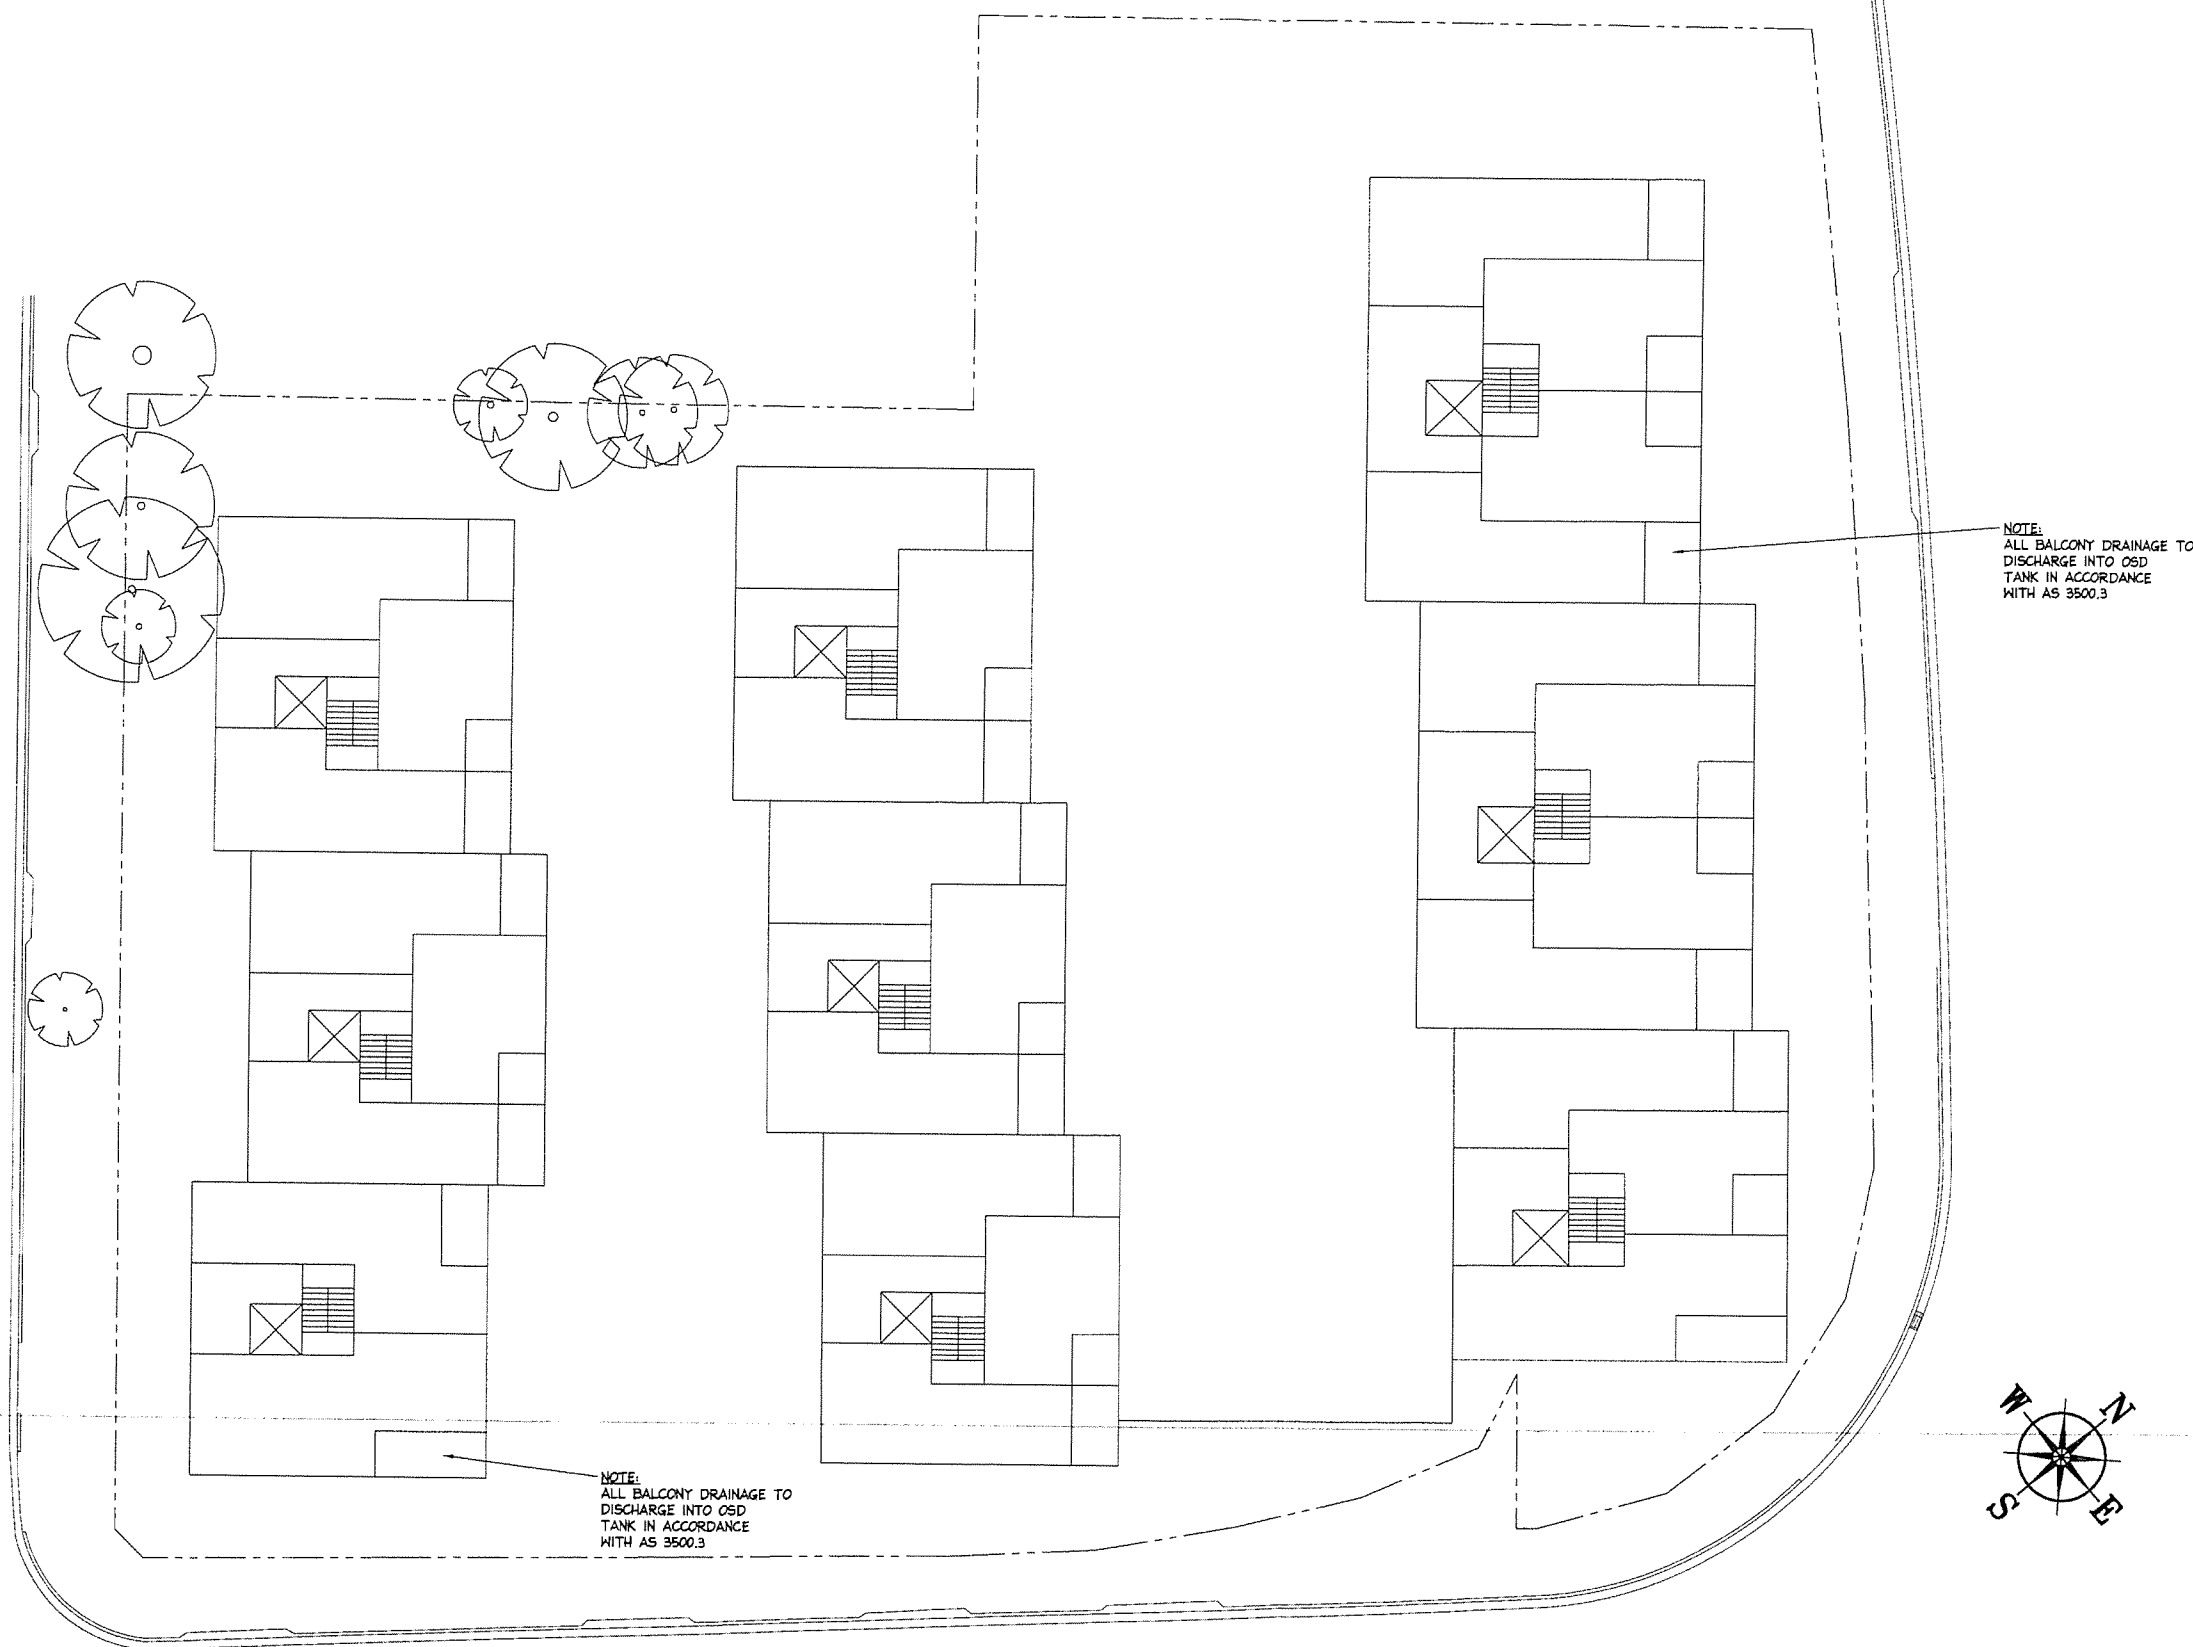 NOTE:
ALL BALCONY DRAINAGE TO
DISCHARGE INTO OSD
TANK IN ACCORDANCE
WITH AS 3500.3
W N
S E
NOTE:
ALL BALCONY DRAINAGE TO
DISCHARGE INTO OSD
TANK IN ACCORDANCE
WITH AS 3500.3